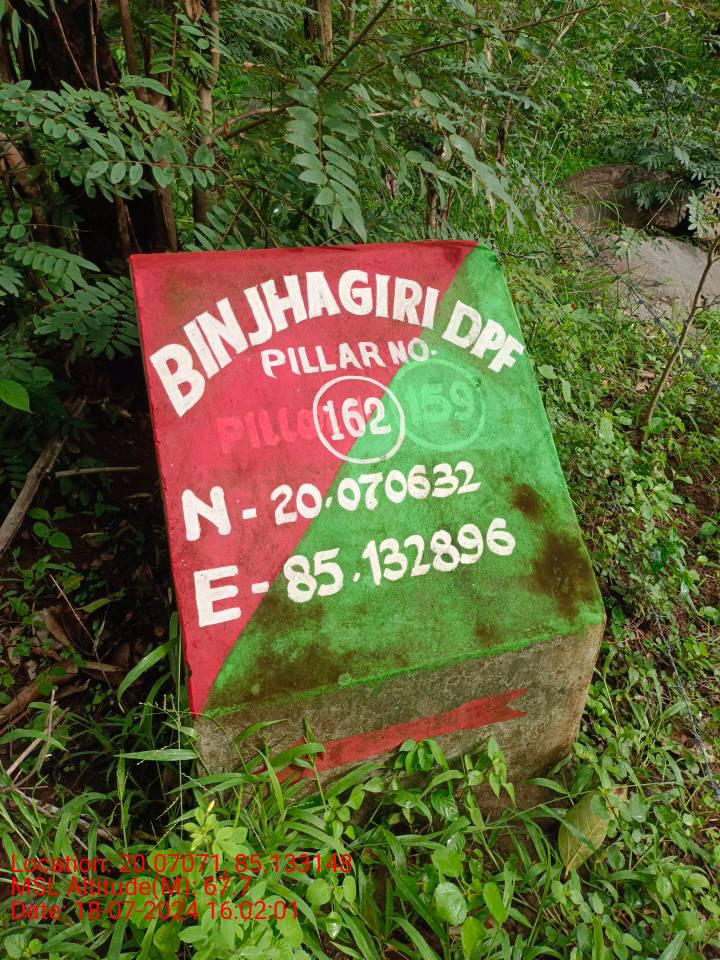 BINJHAGIRI DPF
PILLAR NO.
Pillo 162 159
N - 20.070632
E - 85.132896
Location: 20.07071, 85.133148
MSL Altitude(M): 67.7
Date: 18-07-2024 16:02:01